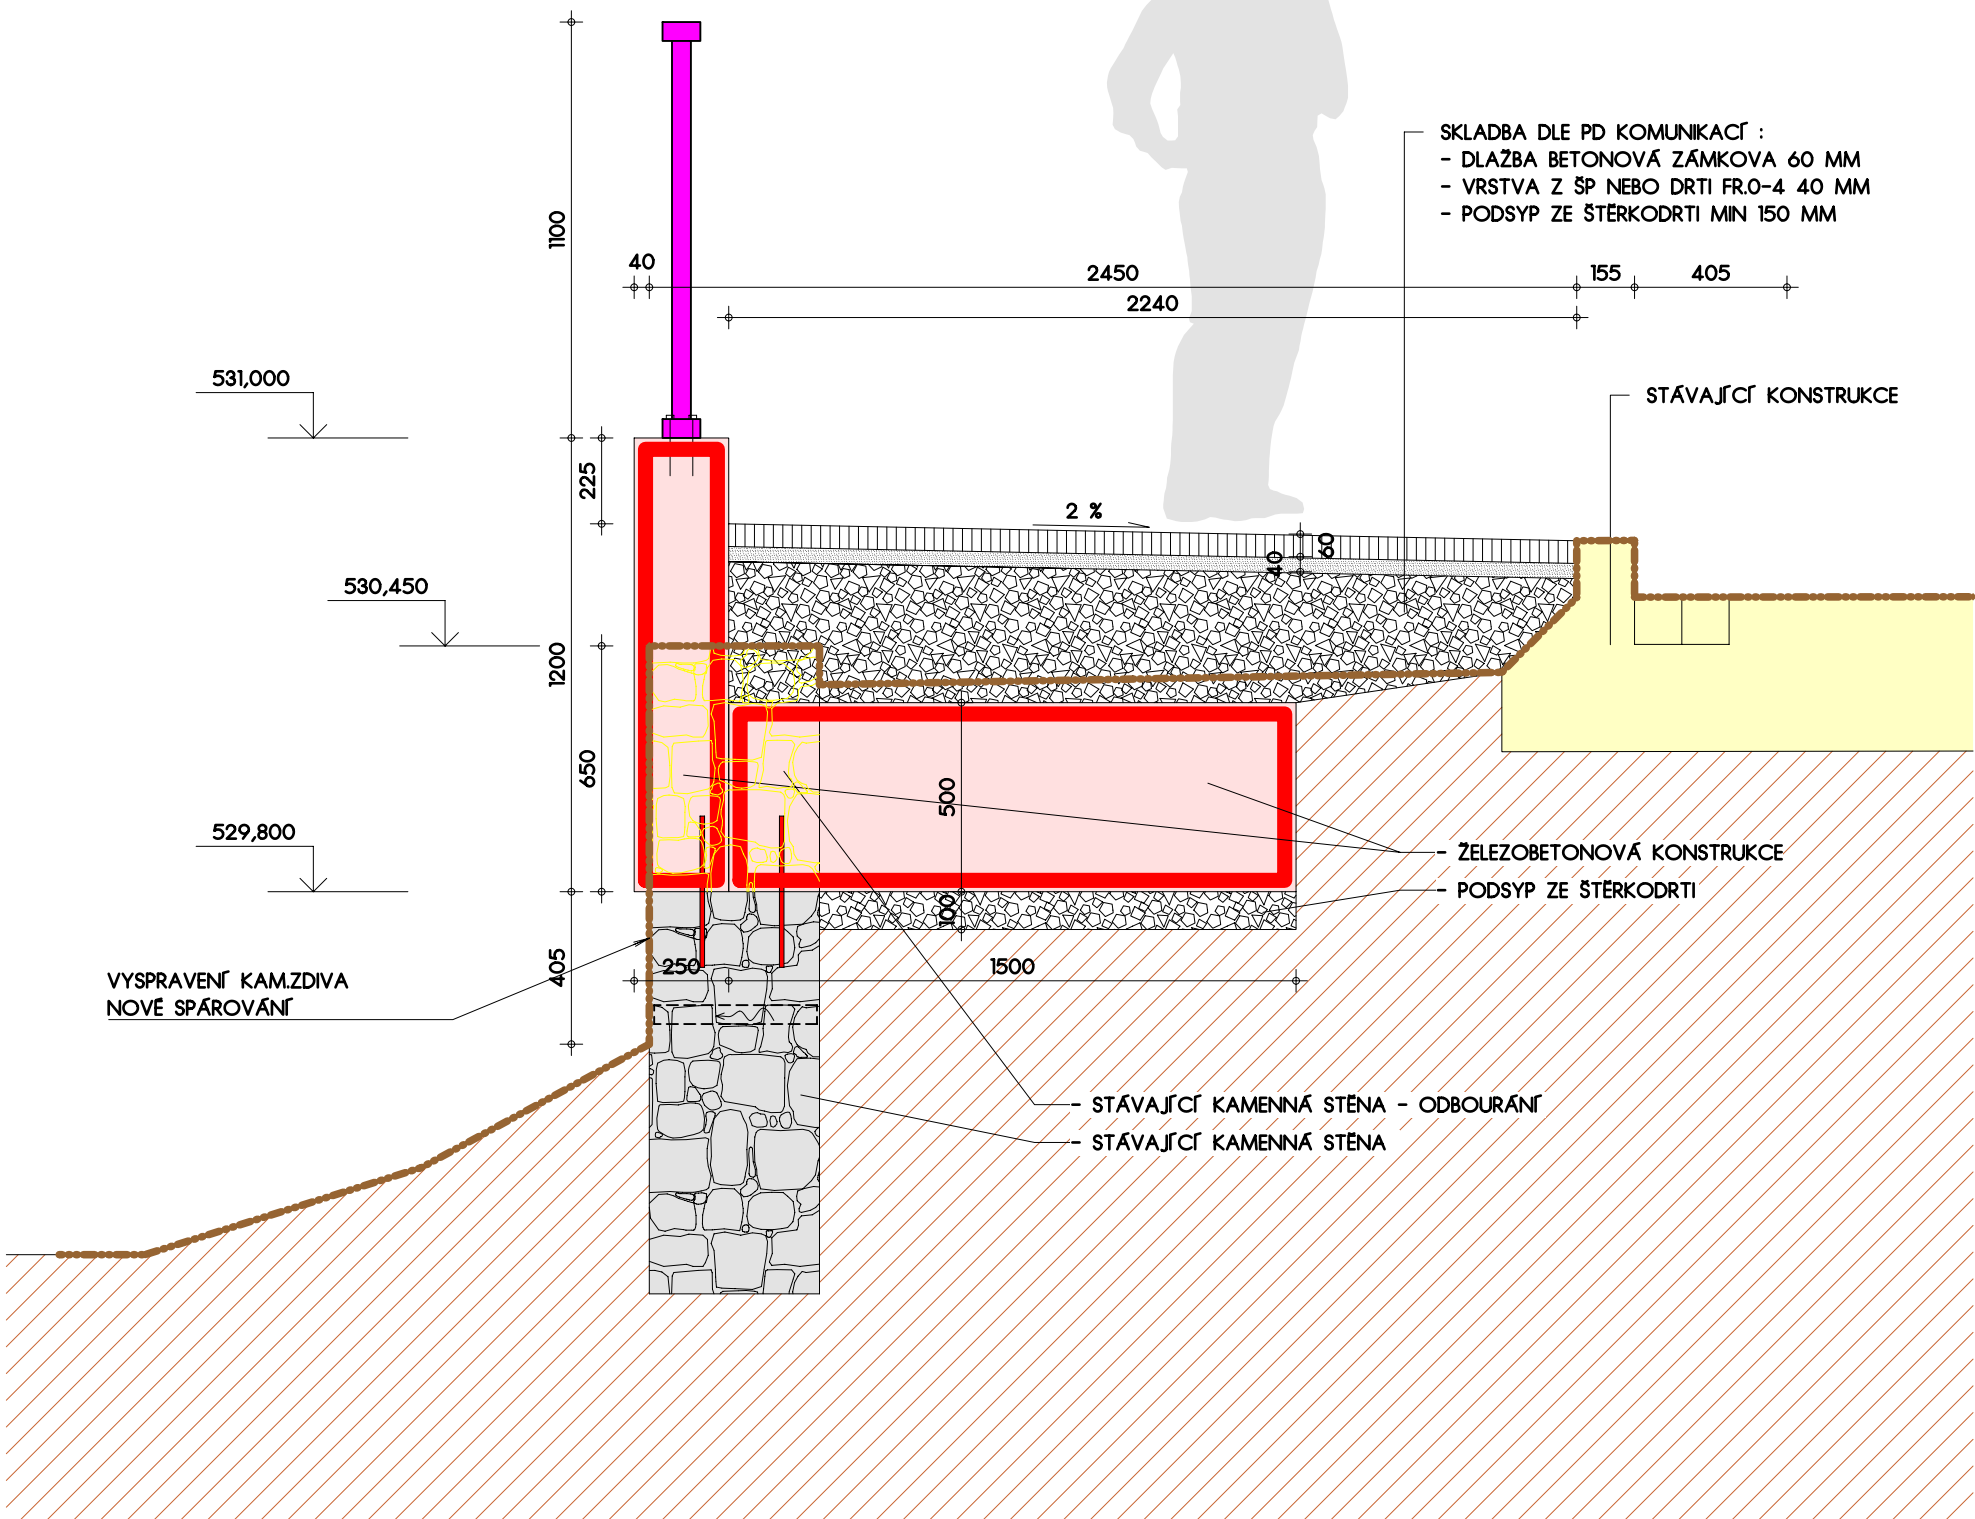 SKLADBA DLE PD KOMUNIKACÍ :
- DLAŽBA BETONOVÁ ZÁMKOVA 60 MM
- VRSTVA Z ŠP NEBO DRTI FR.0-4 40 MM
- PODSYP ZE ŠTĚRKODRTI MIN 150 MM
1100
40
2450
155
405
2240
531,000
STÁVAJÍCÍ KONSTRUKCE
225
2 %
60
40
530,450
1200
650
500
529,800
- ŽELEZOBETONOVÁ KONSTRUKCE
- PODSYP ZE ŠTĚRKODRTI
100
405
250
1500
VYSPRAVENÍ KAM.ZDIVA
NOVÉ SPÁROVÁNÍ
- STÁVAJÍCÍ KAMENNÁ STĚNA - ODBOURÁNÍ
- STÁVAJÍCÍ KAMENNÁ STĚNA